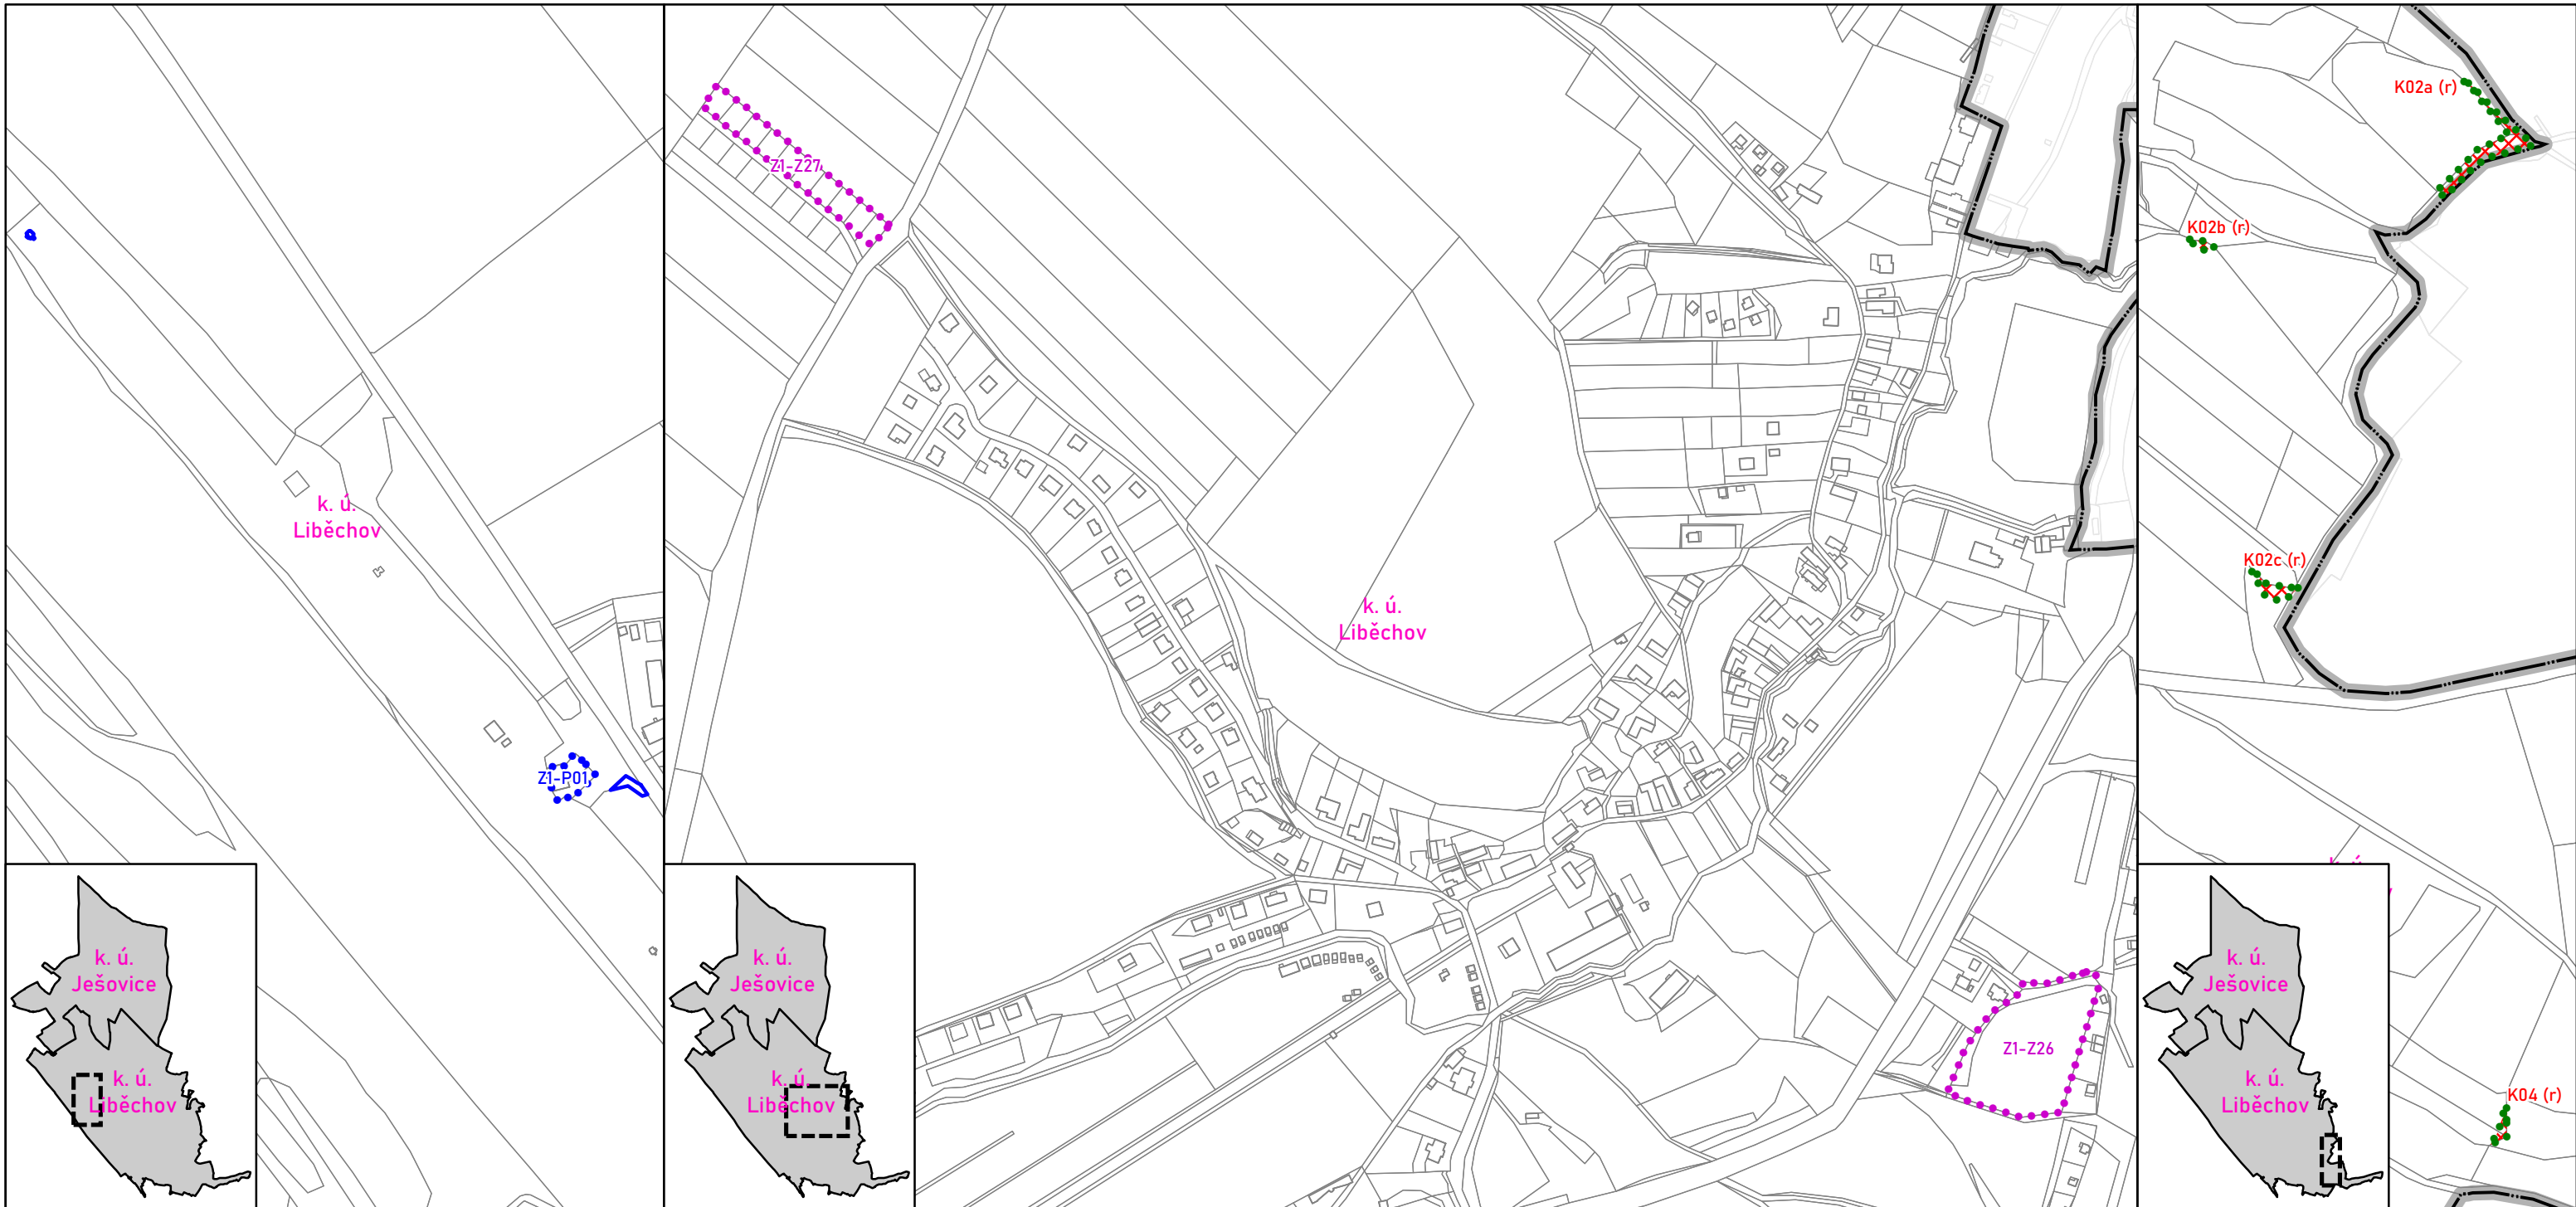 k. ú.
Liběchov
Z1-P01
k. ú.
Ješovice
k. ú.
Liběchov
Z1-Z27
k. ú.
Liběchov
Z1-Z26
k. ú.
Ješovice
k. ú.
Liběchov
K02a (r)
K02b (r)
K02c (r)
K04 (r)
k. ú.
k. ú.
Ješovice
k. ú.
Liběchov